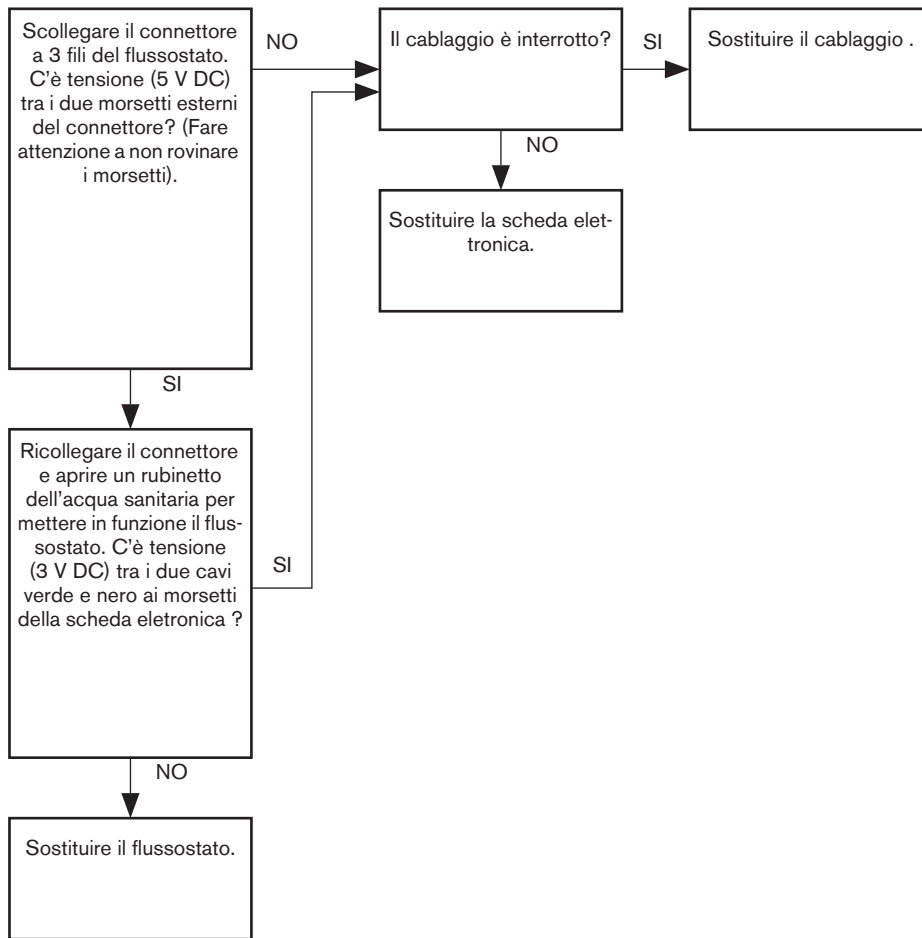 Scollegare il connettore
a 3 fili del flussostato.
C'è tensione (5 V DC)
tra i due morsetti esterni
del connettore? (Fare
attenzione a non rovinare
i morsetti).
NO
Il cablaggio è interrotto?
SI
Sostituire il cablaggio .
NO
Sostituire la scheda elet-
tronica.
SI
Ricollegare il connettore
e aprire un rubinetto
dell'acqua sanitaria per
mettere in funzione il flus-
sostato. C'è tensione
(3 V DC) tra i due cavi
verde e nero ai morsetti
della scheda eletronica ?
SI
NO
Sostituire il flussostato.